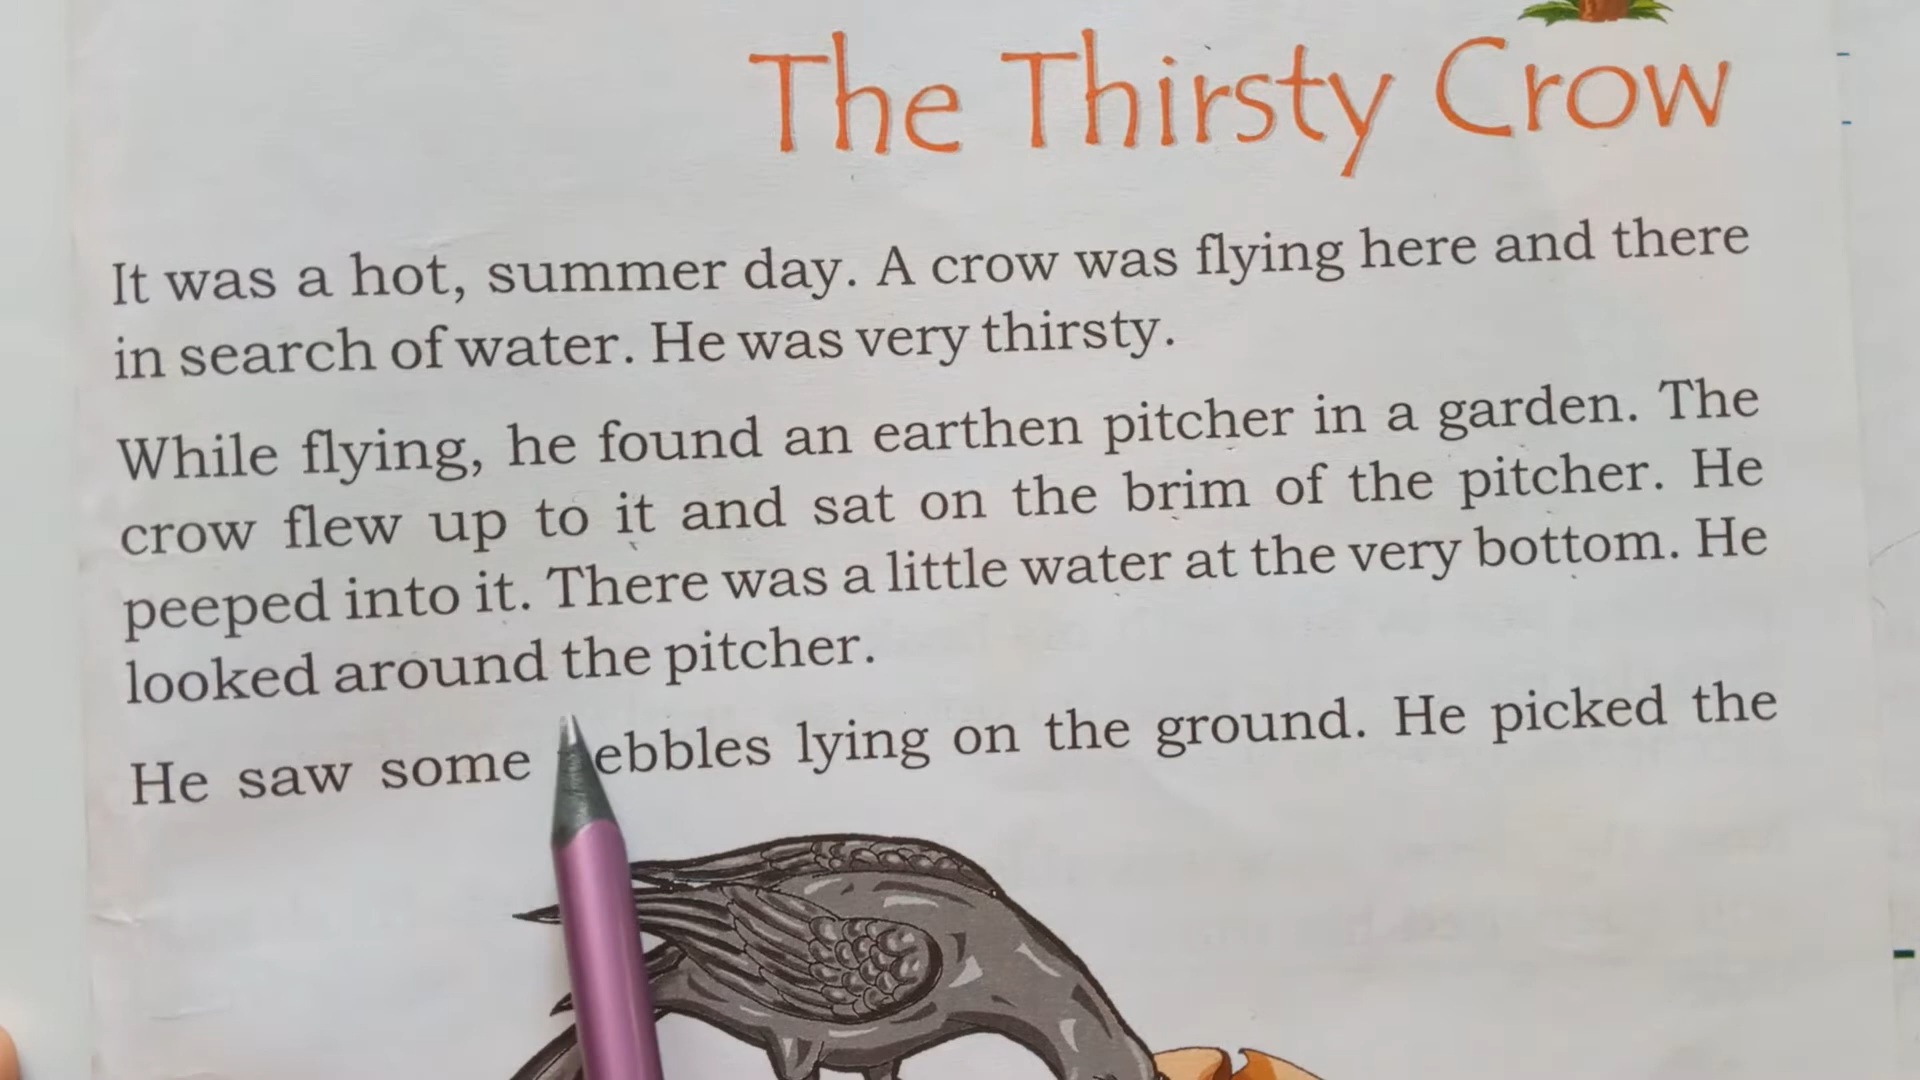 The Thirsty Crow
It was a hot, summer day. A crow was flying here and there
in search of water. He was very thirsty.
While flying, he found an earthen pitcher in a garden. The
crow flew up to it and sat on the brim of the pitcher. He
peeped into it. There was a little water at the very bottom. He
looked around the pitcher.
He saw some ebbles lying on the ground. He picked the